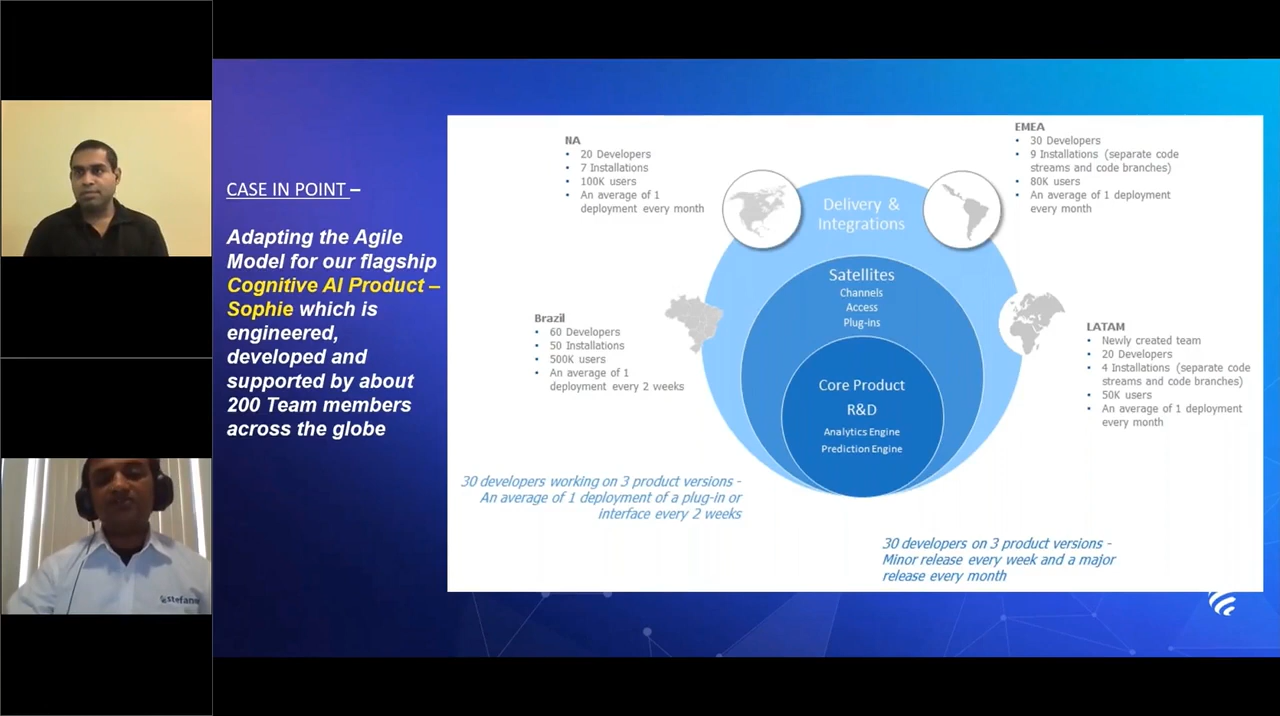 CASE IN POINT –
Adapting the Agile
Model for our flagship
Cognitive AI Product –
Sophie which is
engineered,
developed and
supported by about
200 Team members
across the globe
NA
• 20 Developers
• 7 Installations
• 100K users
• An average of 1
deployment every month
EMEA
• 30 Developers
• 9 Installations (separate code
streams and code branches)
• 80K users
• An average of 1 deployment
every month
Brazil
• 60 Developers
• 50 Installations
• 500K users
• An average of 1
deployment every 2 weeks
LATAM
• Newly created team
• 20 Developers
• 4 Installations (separate code
streams and code branches)
• 50K users
• An average of 1 deployment
every month
Delivery &
Integrations
Satellites
Channels
Access
Plug-ins
Core Product
R&D
Analytics Engine
Prediction Engine
30 developers working on 3 product versions -
An average of 1 deployment of a plug-in or
interface every 2 weeks
30 developers on 3 product versions -
Minor release every week and a major
release every month